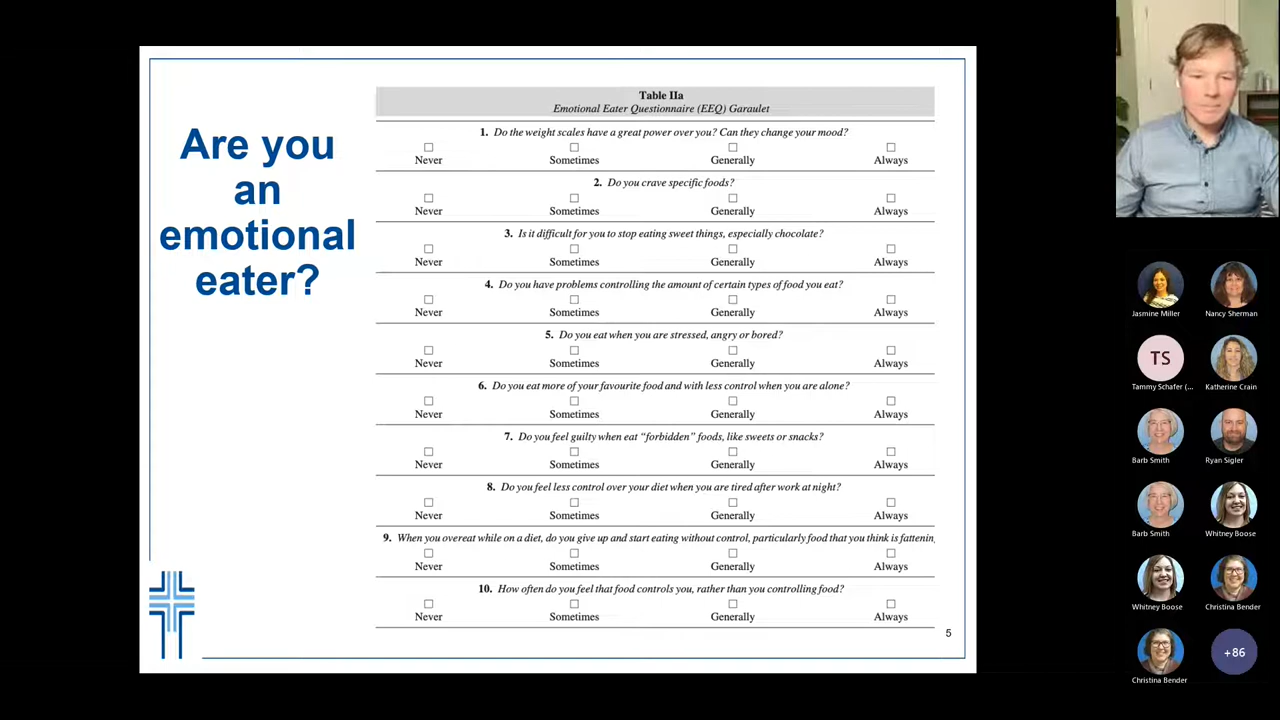 Are you
an
emotional
eater?
Table IIa
Emotional Eater Questionnaire (EEQ) Garaulet
1. Do the weight scales have a great power over you? Can they change your mood?
Never Sometimes Generally Always
2. Do you crave specific foods?
Never Sometimes Generally Always
3. Is it difficult for you to stop eating sweet things, especially chocolate?
Never Sometimes Generally Always
4. Do you have problems controlling the amount of certain types of food you eat?
Never Sometimes Generally Always
5. Do you eat when you are stressed, angry or bored?
Never Sometimes Generally Always
6. Do you eat more of your favourite food and with less control when you are alone?
Never Sometimes Generally Always
7. Do you feel guilty when eat “forbidden” foods, like sweets or snacks?
Never Sometimes Generally Always
8. Do you feel less control over your diet when you are tired after work at night?
Never Sometimes Generally Always
9. When you overeat while on a diet, do you give up and start eating without control, particularly food that you think is fattenin
Never Sometimes Generally Always
10. How often do you feel that food controls you, rather than you controlling food?
Never Sometimes Generally Always
5
Jasmine Miller Nancy Sherman
TS
Tammy Schafer (... Katherine Crain
Barb Smith Ryan Sigler
Barb Smith Whitney Boose
Whitney Boose Christina Bender
+86
Christina Bender